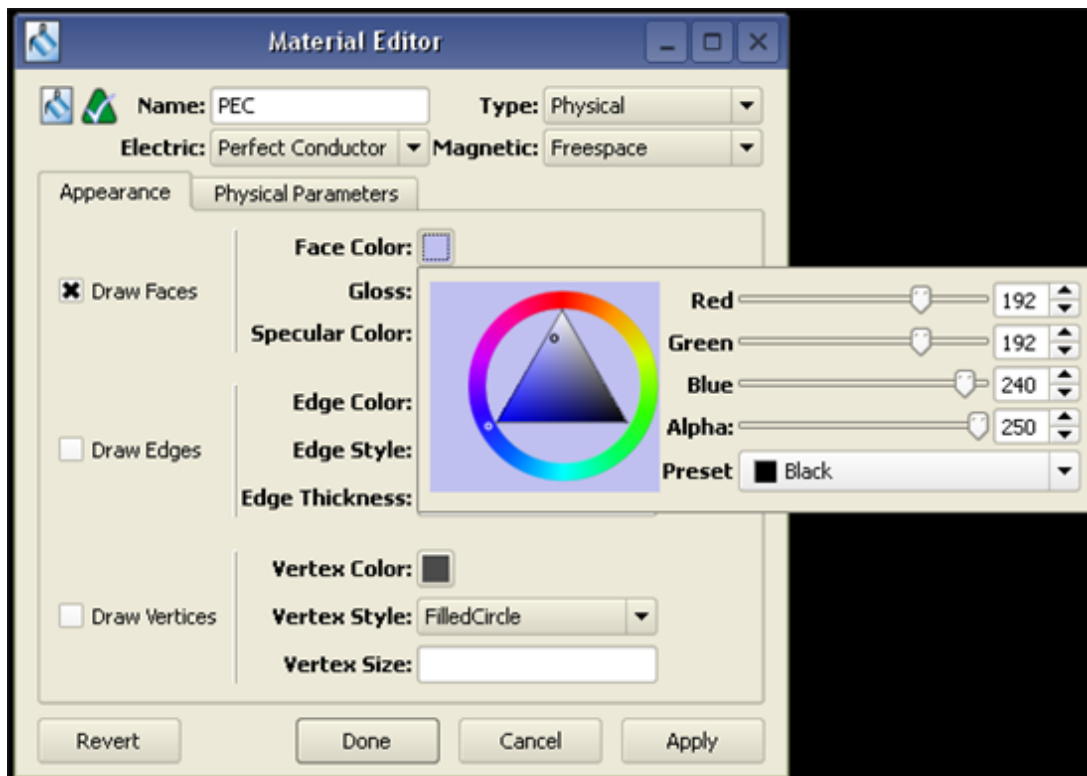 Material Editor
Name: PEC Type: Physical
Electric: Perfect Conductor Magnetic: Freespace
Appearance Physical Parameters
Face Color:
Draw Faces Gloss:
Specular Color:
Red 192
Green 192
Blue 240
Alpha: 250
Preset Black
Edge Color:
Draw Edges Edge Style:
Edge Thickness:
Vertex Color:
Draw Vertices Vertex Style: FilledCircle
Vertex Size:
Revert Done Cancel Apply